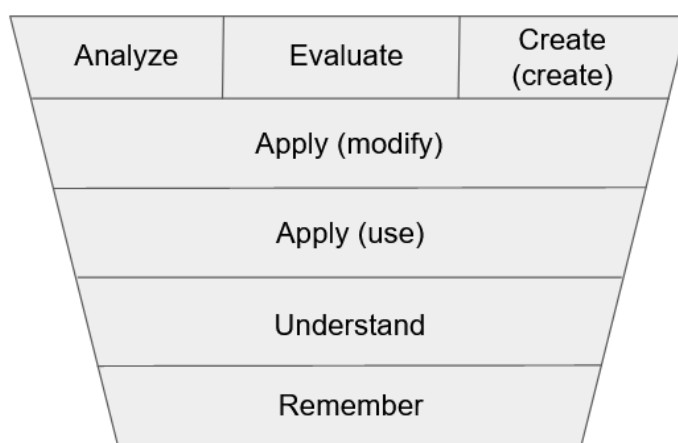 Analyze
Evaluate
Create
(create)
Apply (modify)
Apply (use)
Understand
Remember